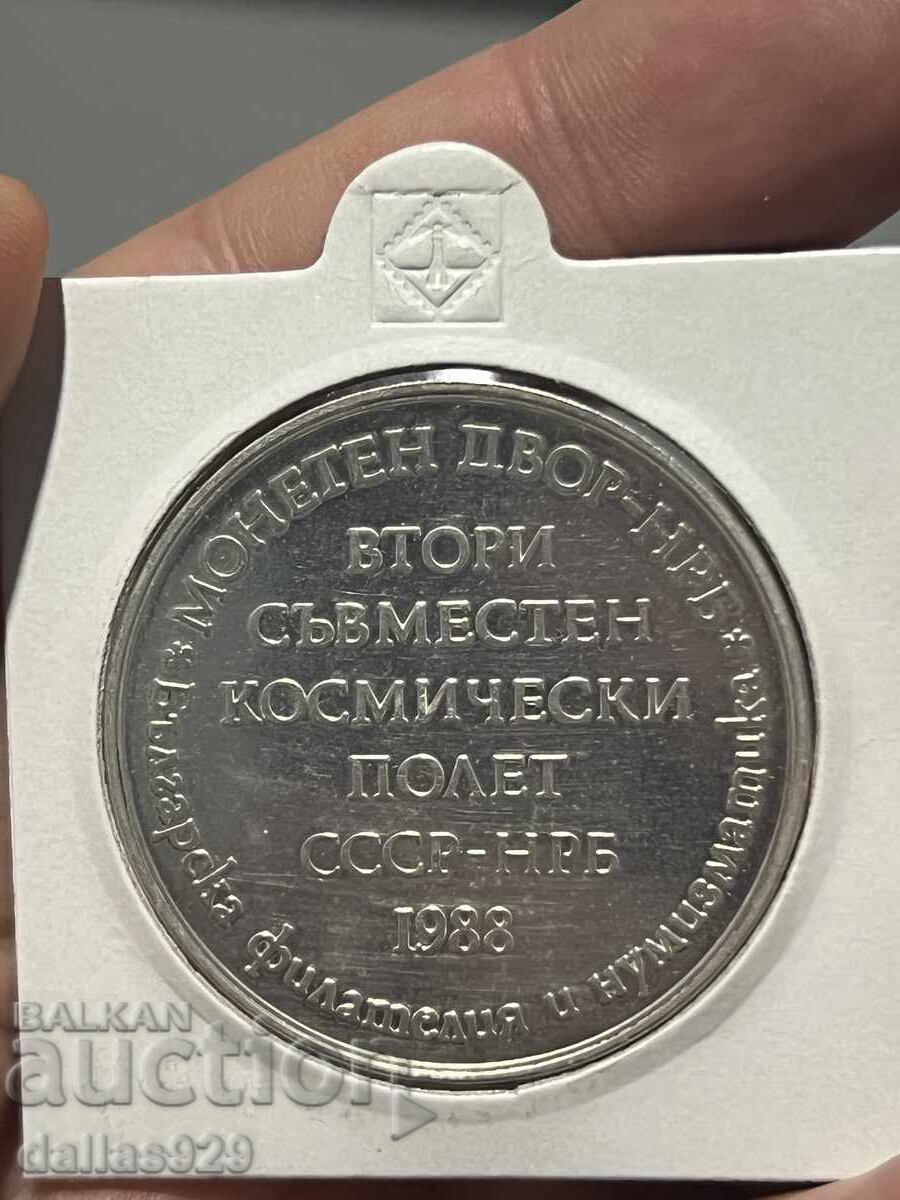 МОНЕТЕН ДВОР-НРБ
ВТОРИ
СЪВМЕСТЕН
КОСМИЧЕСКИ
ПОЛЕТ
СССР-НРБ
1988
Българска филателия и нумизматика
BALKAN
auction
dallas929